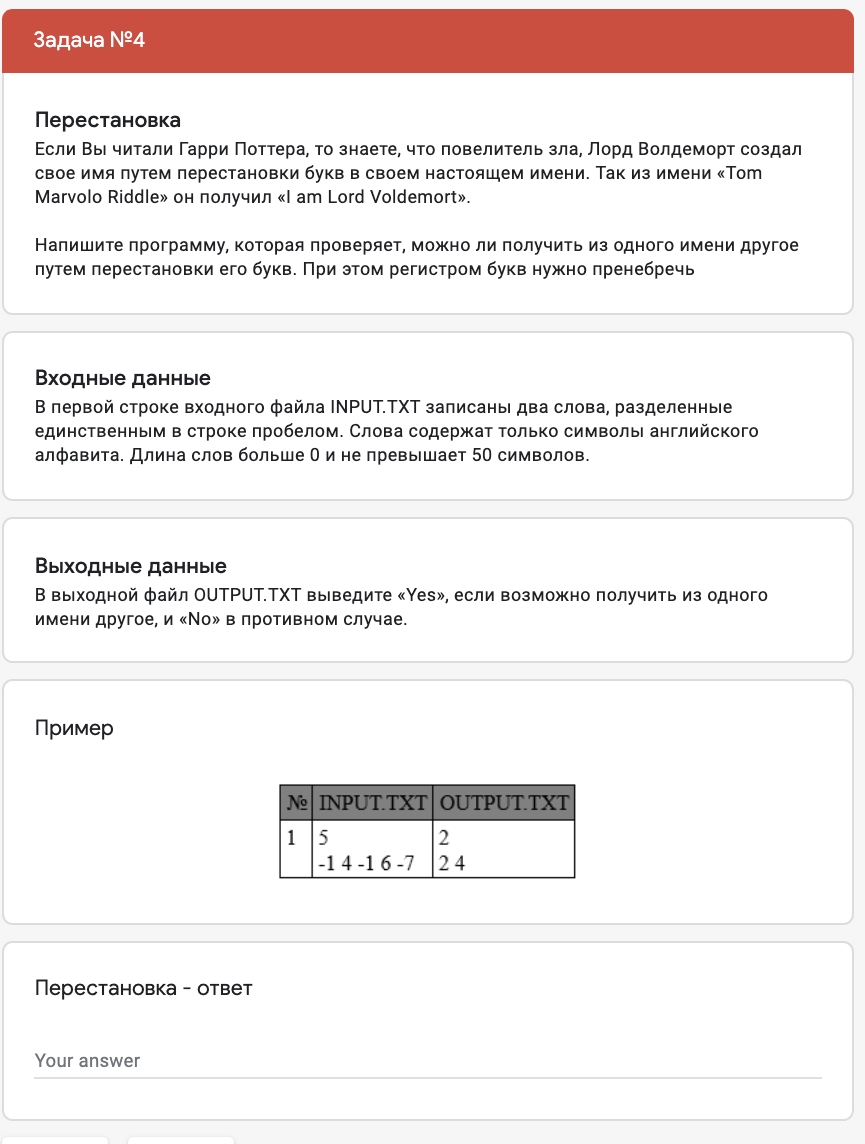 Задача №4
Перестановка
Если Вы читали Гарри Поттера, то знаете, что повелитель зла, Лорд Волдеморт создал
свое имя путем перестановки букв в своем настоящем имени. Так из имени «Tom
Marvolo Riddle» он получил «I am Lord Voldemort».
Напишите программу, которая проверяет, можно ли получить из одного имени другое
путем перестановки его букв. При этом регистром букв нужно пренебречь
Входные данные
В первой строке входного файла INPUT.TXT записаны два слова, разделенные
единственным в строке пробелом. Слова содержат только символы английского
алфавита. Длина слов больше 0 и не превышает 50 символов.
Выходные данные
В выходной файл OUTPUT.TXT выведите «Yes», если возможно получить из одного
имени другое, и «No» в противном случае.
Пример
№ INPUT.TXT OUTPUT.TXT
1 5 2
-1 4 -1 6 -7 2 4
Перестановка - ответ
Your answer